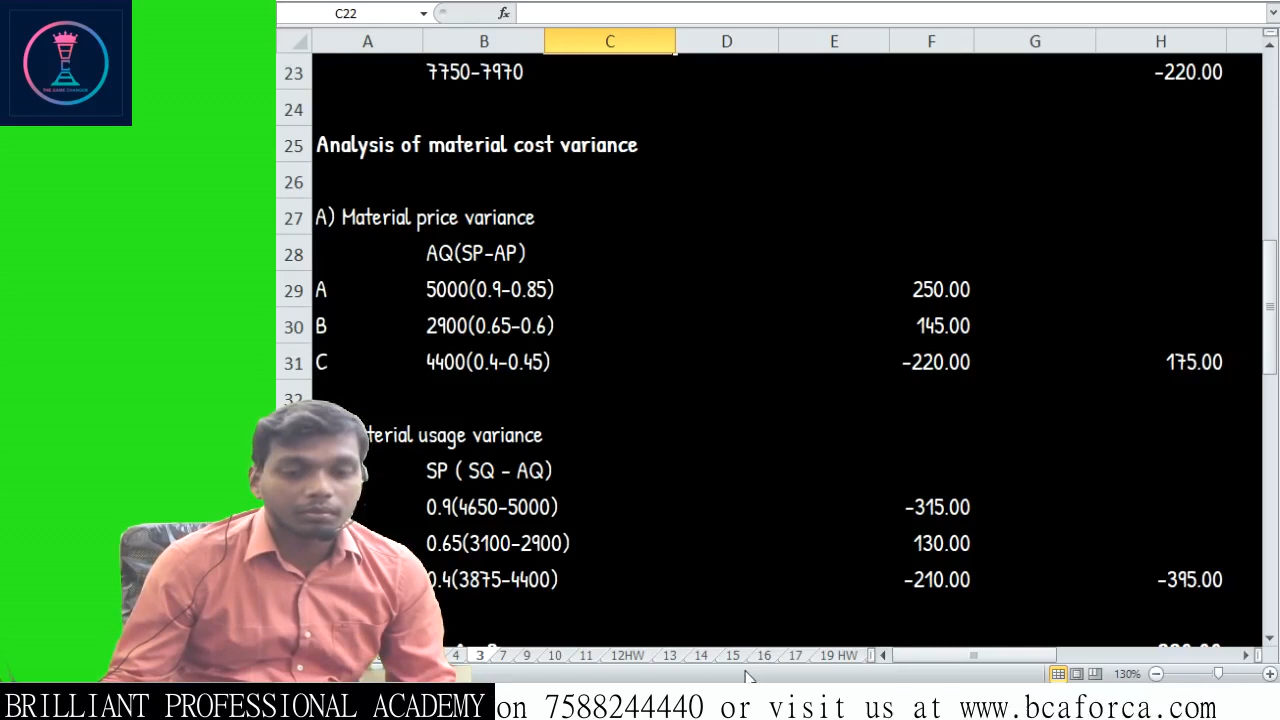 C22
fx
A B C D E F G H
23 7750-7970 -220.00
24
25 Analysis of material cost variance
26
27 A) Material price variance
28 AQ(SP-AP)
29 A 5000(0.9-0.85) 250.00
30 B 2900(0.65-0.6) 145.00
31 C 4400(0.4-0.45) -220.00 175.00
32
terial usage variance
SP ( SQ - AQ)
0.9(4650-5000) -315.00
0.65(3100-2900) 130.00
0.4(3875-4400) -210.00 -395.00
4 3 7 9 10 11 12HW 13 14 15 16 17 19 HW
130%
THE GAME CHANGER
BRILLIANT PROFESSIONAL ACADEMY on 7588244440 or visit us at www.bcaforca.com